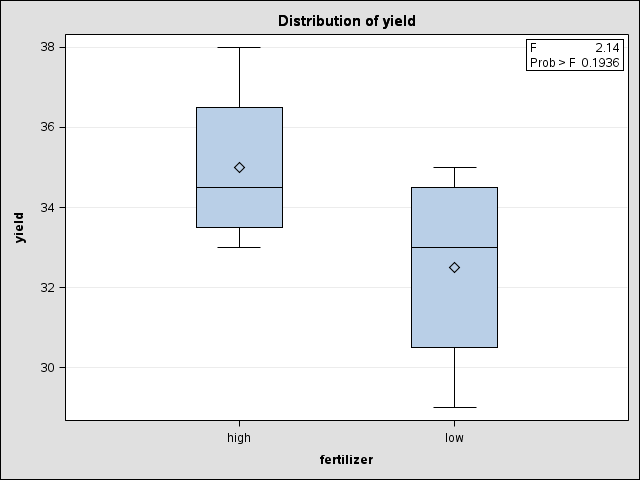 Distribution of yield
F 2.14
Prob > F 0.1936
38
36
34
32
30
yield
high low
fertilizer